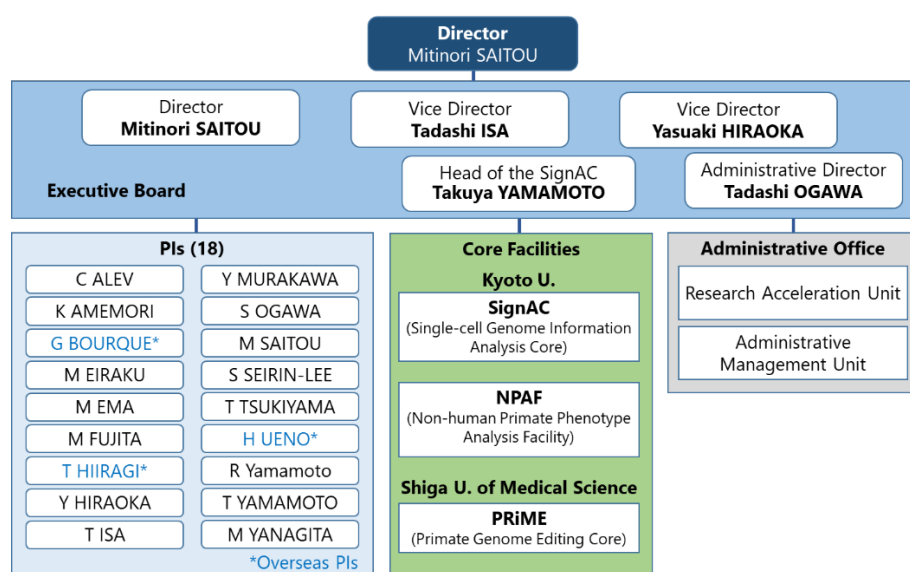 Director
Mitinori SAITOU
Director
Mitinori SAITOU
Vice Director
Tadashi ISA
Vice Director
Yasuaki HIRAOKA
Executive Board
Head of the SignAC
Takuya YAMAMOTO
Administrative Director
Tadashi OGAWA
PIs (18)
C ALEV
K AMEMORI
G BOURQUE*
M EIRAKU
M EMA
M FUJITA
T HIIRAGI*
Y HIRAOKA
T ISA
Y MURAKAWA
S OGAWA
M SAITOU
S SEIRIN-LEE
T TSUKIYAMA
H UENO*
R Yamamoto
T YAMAMOTO
M YANAGITA
*Overseas PIs
Core Facilities
Kyoto U.
SignAC
(Single-cell Genome Information
Analysis Core)
NPAF
(Non-human Primate Phenotype
Analysis Facility)
Shiga U. of Medical Science
PRiME
(Primate Genome Editing Core)
Administrative Office
Research Acceleration Unit
Administrative
Management Unit